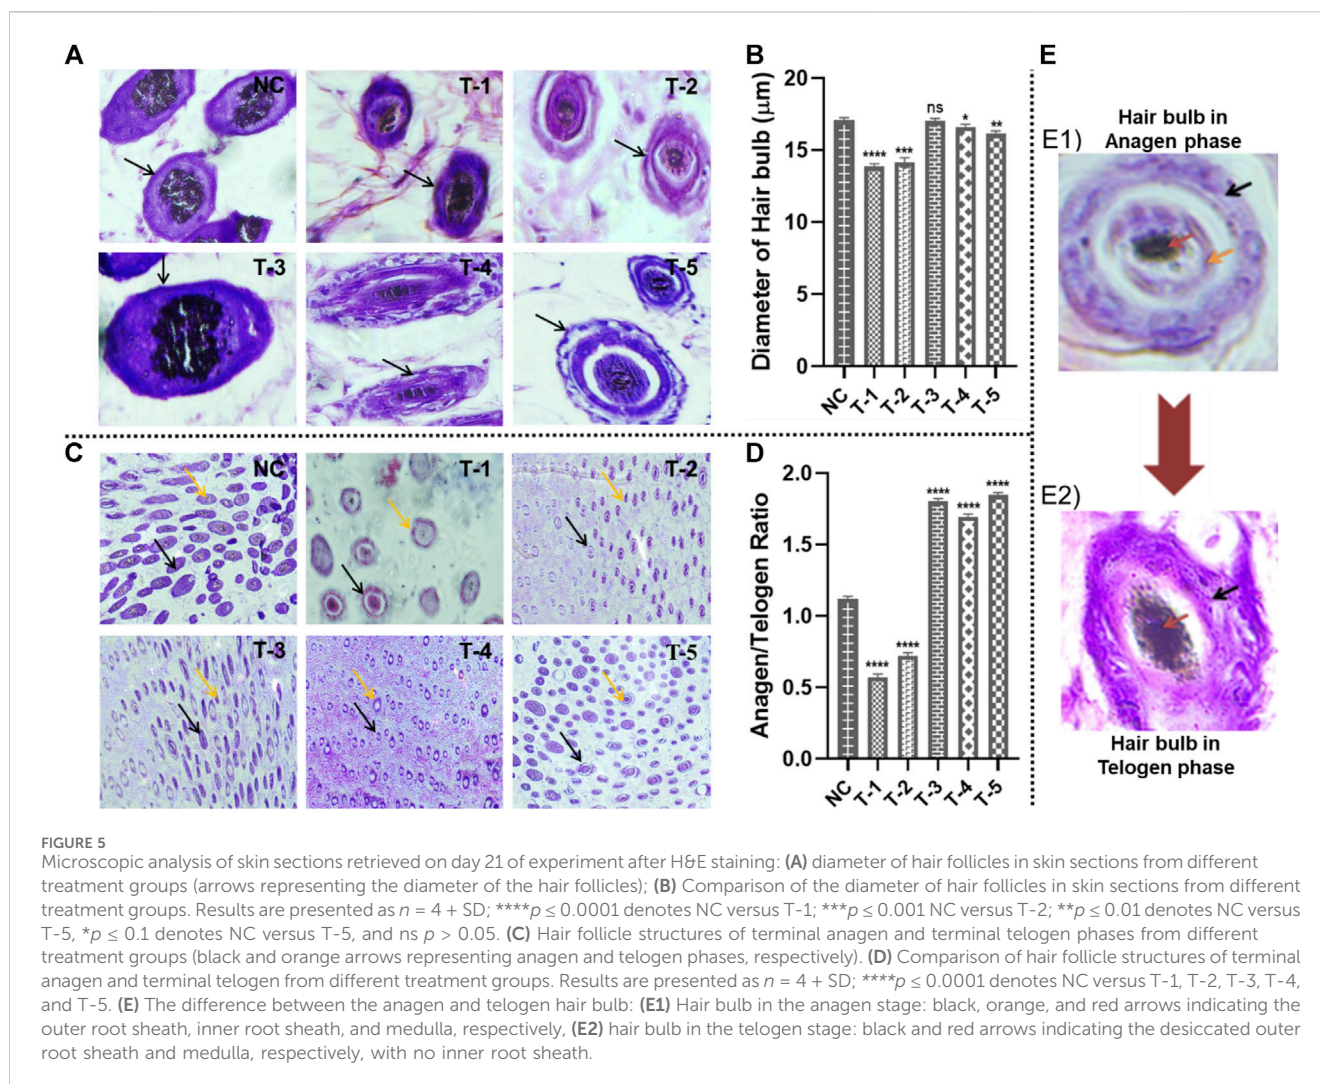 A
NC
T-1
T-2
T-3
T-4
T-5
B
Diameter of Hair bulb (μm)
20
15
10
5
0
****
***
ns
*
**
NC
T-1
T-2
T-3
T-4
T-5
C
NC
T-1
T-2
T-3
T-4
T-5
D
Anagen/Telogen Ratio
2.0
1.5
1.0
0.5
0.0
****
****
****
****
****
NC
T-1
T-2
T-3
T-4
T-5
E
E1)
Hair bulb in
Anagen phase
E2)
Hair bulb in
Telogen phase
FIGURE 5
Microscopic analysis of skin sections retrieved on day 21 of experiment after H&E staining: (A) diameter of hair follicles in skin sections from different
treatment groups (arrows representing the diameter of the hair follicles); (B) Comparison of the diameter of hair follicles in skin sections from different
treatment groups. Results are presented as n = 4 + SD; ****p ≤ 0.0001 denotes NC versus T-1; ***p ≤ 0.001 NC versus T-2; **p ≤ 0.01 denotes NC versus
T-5, *p ≤ 0.1 denotes NC versus T-5, and ns p > 0.05. (C) Hair follicle structures of terminal anagen and terminal telogen phases from different
treatment groups (black and orange arrows representing anagen and telogen phases, respectively). (D) Comparison of hair follicle structures of terminal
anagen and terminal telogen from different treatment groups. Results are presented as n = 4 + SD; ****p ≤ 0.0001 denotes NC versus T-1, T-2, T-3, T-4,
and T-5. (E) The difference between the anagen and telogen hair bulb: (E1) Hair bulb in the anagen stage: black, orange, and red arrows indicating the
outer root sheath, inner root sheath, and medulla, respectively, (E2) hair bulb in the telogen stage: black and red arrows indicating the desiccated outer
root sheath and medulla, respectively, with no inner root sheath.